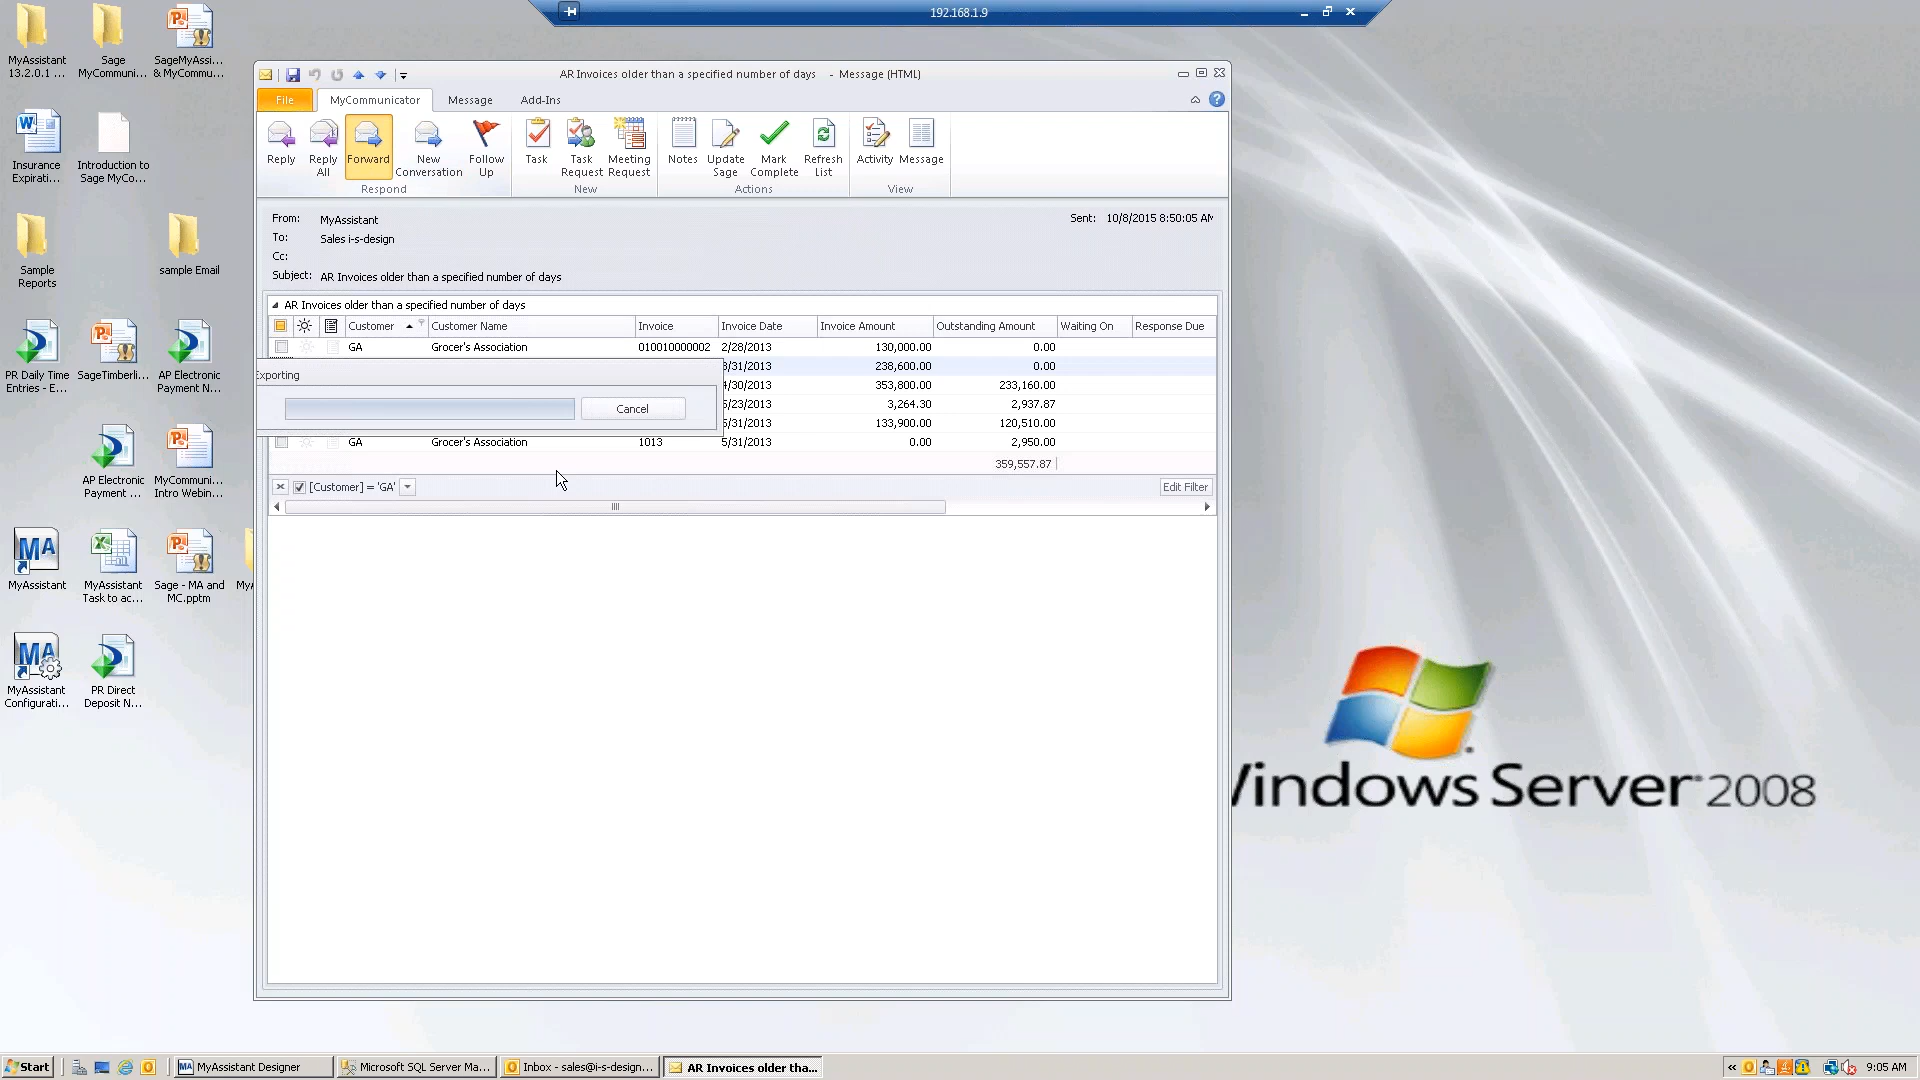 192.168.1.9
MyAssistant
13.2.0.1 ...
Sage
MyCommuni...
SageMyAssi...
& MyCommu...
Insurance
Expirati...
Introduction to
Sage MyCo...
Sample
Reports
sample Email
PR Daily Time
Entries - E...
SageTimberli...
AP Electronic
Payment N...
AP Electronic
Payment ...
MyCommuni...
Intro Webin...
MyAssistant
MyAssistant
Task to ac...
Sage - MA and
MC.pptm
MyAssistant
Configurati...
PR Direct
Deposit N...
AR Invoices older than a specified number of days - Message (HTML)
File MyCommunicator Message Add-Ins
Reply
Reply
All
Forward
New
Conversation
Follow
Up
Task
Task
Request
Meeting
Request
Notes
Update
Sage
Mark
Complete
Refresh
List
Activity
Message
Respond New Actions View
From: MyAssistant Sent: 10/8/2015 8:50:05 AM
To: Sales i-s-design
Cc:
Subject: AR Invoices older than a specified number of days
AR Invoices older than a specified number of days
Customer Customer Name Invoice Invoice Date Invoice Amount Outstanding Amount Waiting On Response Due
GA Grocer's Association 010010000002 2/28/2013 130,000.00 0.00
/31/2013 238,600.00 0.00
/30/2013 353,800.00 233,160.00
/23/2013 3,264.30 2,937.87
/31/2013 133,900.00 120,510.00
GA Grocer's Association 1013 5/31/2013 0.00 2,950.00
Exporting
Cancel
359,557.87
[Customer] = 'GA' Edit Filter
Windows Server 2008
Start MyAssistant Designer Microsoft SQL Server Ma... Inbox - sales@i-s-design... AR Invoices older tha... 9:05 AM